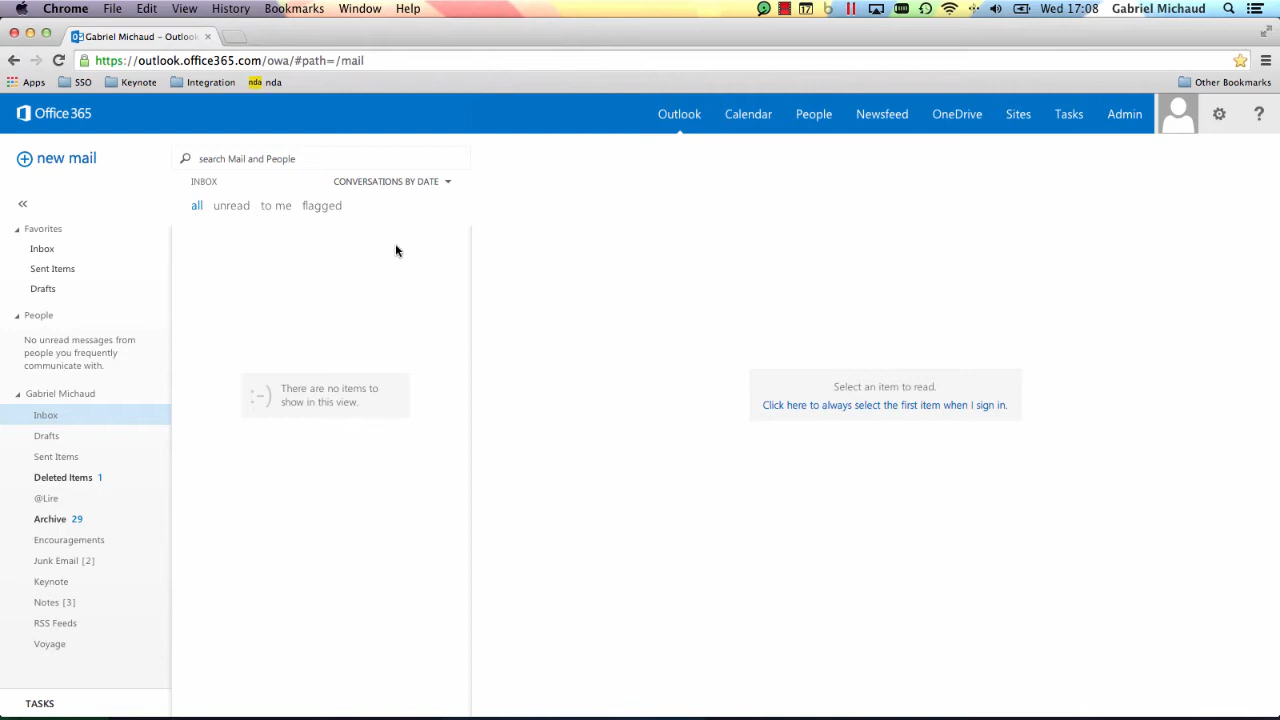 Chrome File Edit View History Bookmarks Window Help
17
Wed 17:08 Gabriel Michaud
Gabriel Michaud – Outlook
https://outlook.office365.com/owa/#path=/mail
Apps SSO Keynote Integration nda nda Other Bookmarks
Office 365 Outlook Calendar People Newsfeed OneDrive Sites Tasks Admin ?
new mail
search Mail and People
INBOX CONVERSATIONS BY DATE
all unread to me flagged
Favorites
Inbox
Sent Items
Drafts
People
No unread messages from
people you frequently
communicate with.
Gabriel Michaud
Inbox
Drafts
Sent Items
Deleted Items 1
@Lire
Archive 29
Encouragements
Junk Email [2]
Keynote
Notes [3]
RSS Feeds
Voyage
TASKS
:-) There are no items to
show in this view.
Select an item to read.
Click here to always select the first item when I sign in.